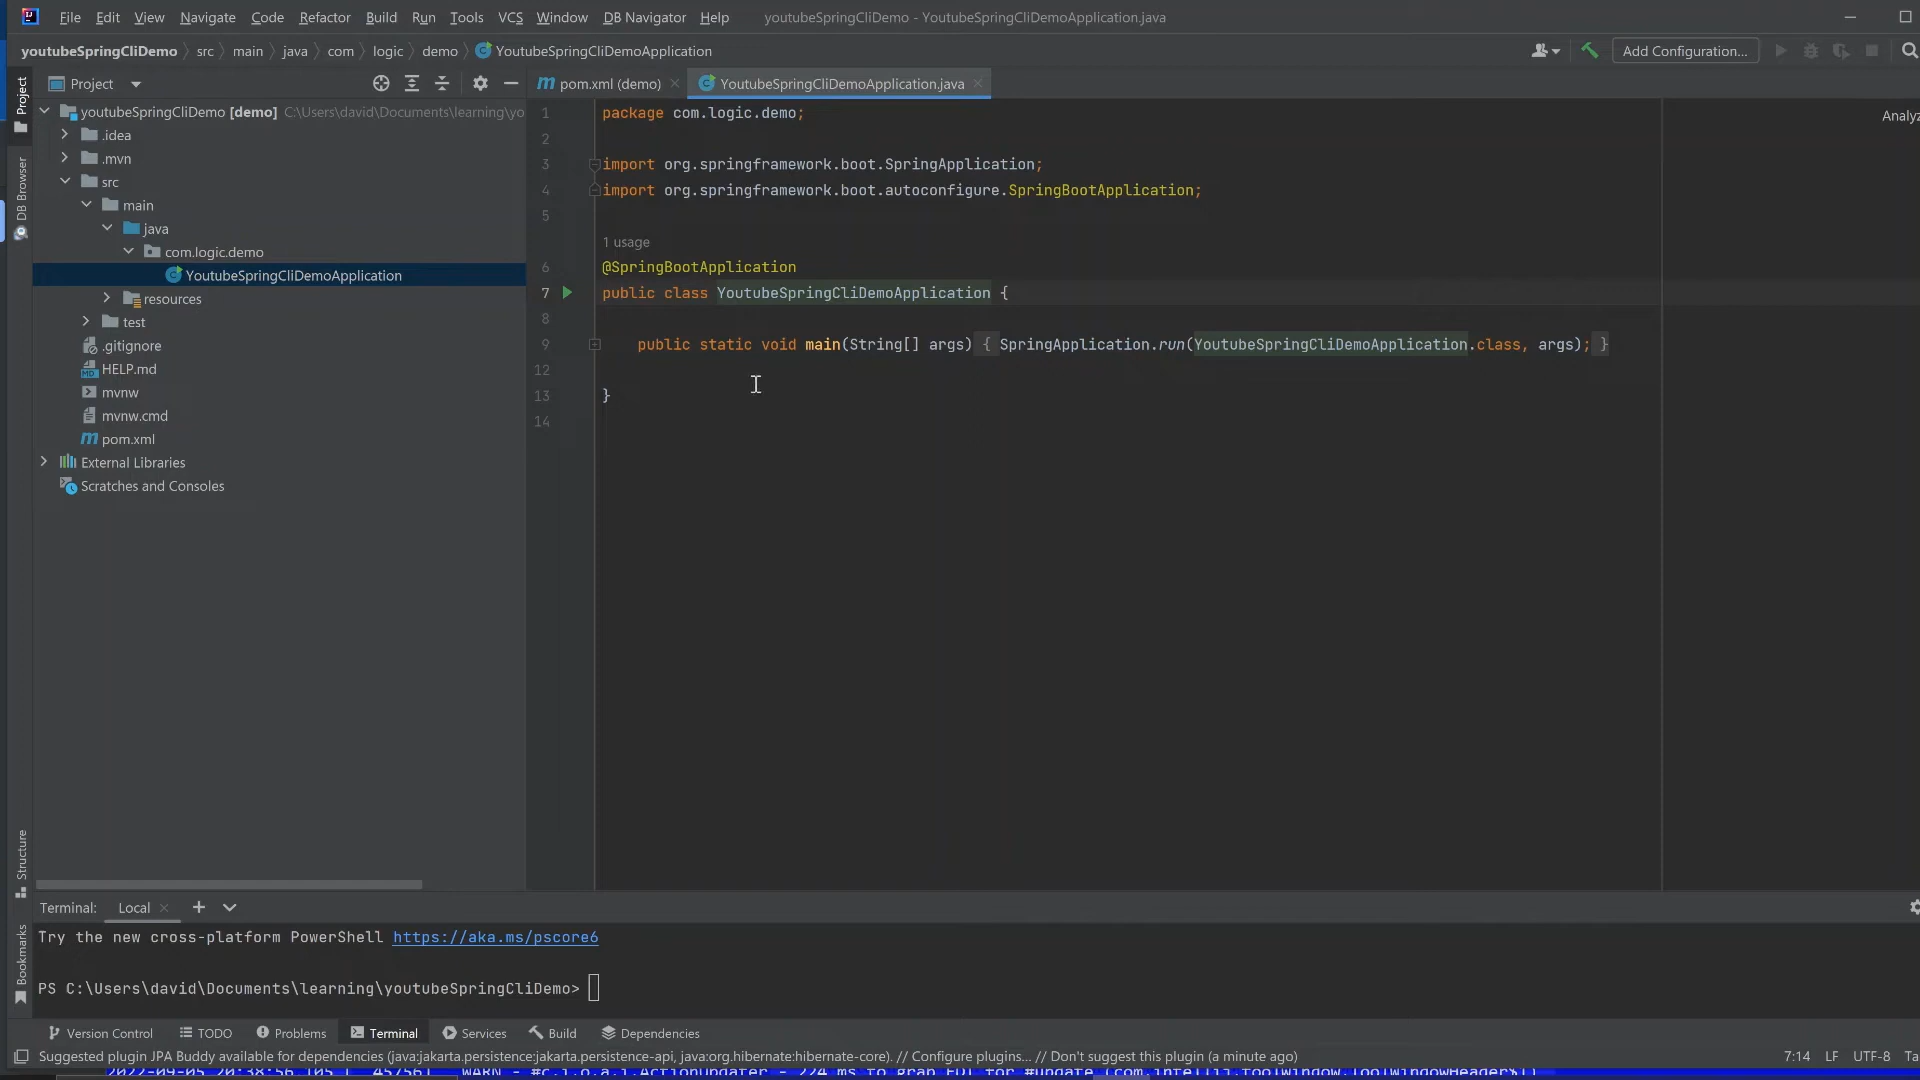 File Edit View Navigate Code Refactor Build Run Tools VCS Window DB Navigator Help youtubeSpringCliDemo - YoutubeSpringCliDemoApplication.java
youtubeSpringCliDemo src main java com logic demo YoutubeSpringCliDemoApplication Add Configuration...
Project
pom.xml (demo) YoutubeSpringCliDemoApplication.java
Project
DB Browser
Structure
Bookmarks
youtubeSpringCliDemo [demo] C:\Users\david\Documents\learning\yo
.idea
.mvn
src
main
java
com.logic.demo
YoutubeSpringCliDemoApplication
resources
test
.gitignore
HELP.md
mvnw
mvnw.cmd
pom.xml
External Libraries
Scratches and Consoles
Analyz
1 package com.logic.demo;
2
3 import org.springframework.boot.SpringApplication;
4 import org.springframework.boot.autoconfigure.SpringBootApplication;
5
1 usage
6 @SpringBootApplication
7 public class YoutubeSpringCliDemoApplication {
8
9 public static void main(String[] args) { SpringApplication.run(YoutubeSpringCliDemoApplication.class, args); }
12
13 }
14
Terminal: Local
Try the new cross-platform PowerShell https://aka.ms/pscore6
PS C:\Users\david\Documents\learning\youtubeSpringCliDemo>
Version Control TODO Problems Terminal Services Build Dependencies
Suggested plugin JPA Buddy available for dependencies (java:jakarta.persistence:jakarta.persistence-api, java:org.hibernate:hibernate-core). // Configure plugins... // Don't suggest this plugin (a minute ago) 7:14 LF UTF-8 Ta